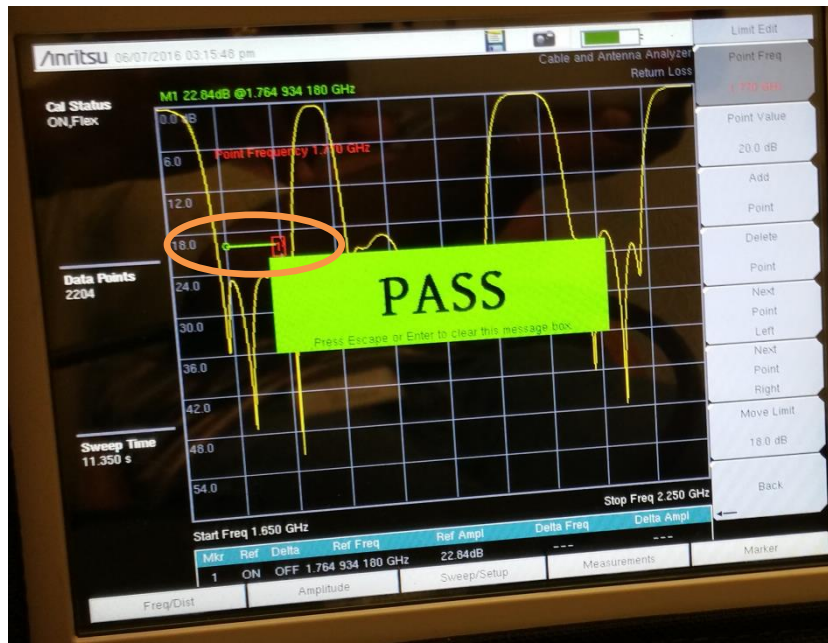 Anritsu 06/07/2016 03:15:48 pm
Cable and Antenna Analyzer
Return Loss
Cal Status
ON,Flex
M1 22.84dB @1.764 934 180 GHz
0.0 dB
Point Frequency 1.710 GHz
6.0
12.0
18.0
24.0
30.0
36.0
42.0
48.0
54.0
Data Points
2204
PASS
Press Escape or Enter to clear this message box.
Sweep Time
11.350 s
Start Freq 1.650 GHz
Stop Freq 2.250 GHz
Mkr Ref Delta Ref Freq Ref Ampl Delta Freq Delta Ampl
1 ON OFF 1.764 934 180 GHz 22.84dB --- ---
Freq/Dist
Amplitude
Sweep/Setup
Measurements
Marker
Limit Edit
Point Freq
Point Value
20.0 dB
Add
Point
Delete
Point
Next
Point
Left
Next
Point
Right
Move Limit
18.0 dB
Back